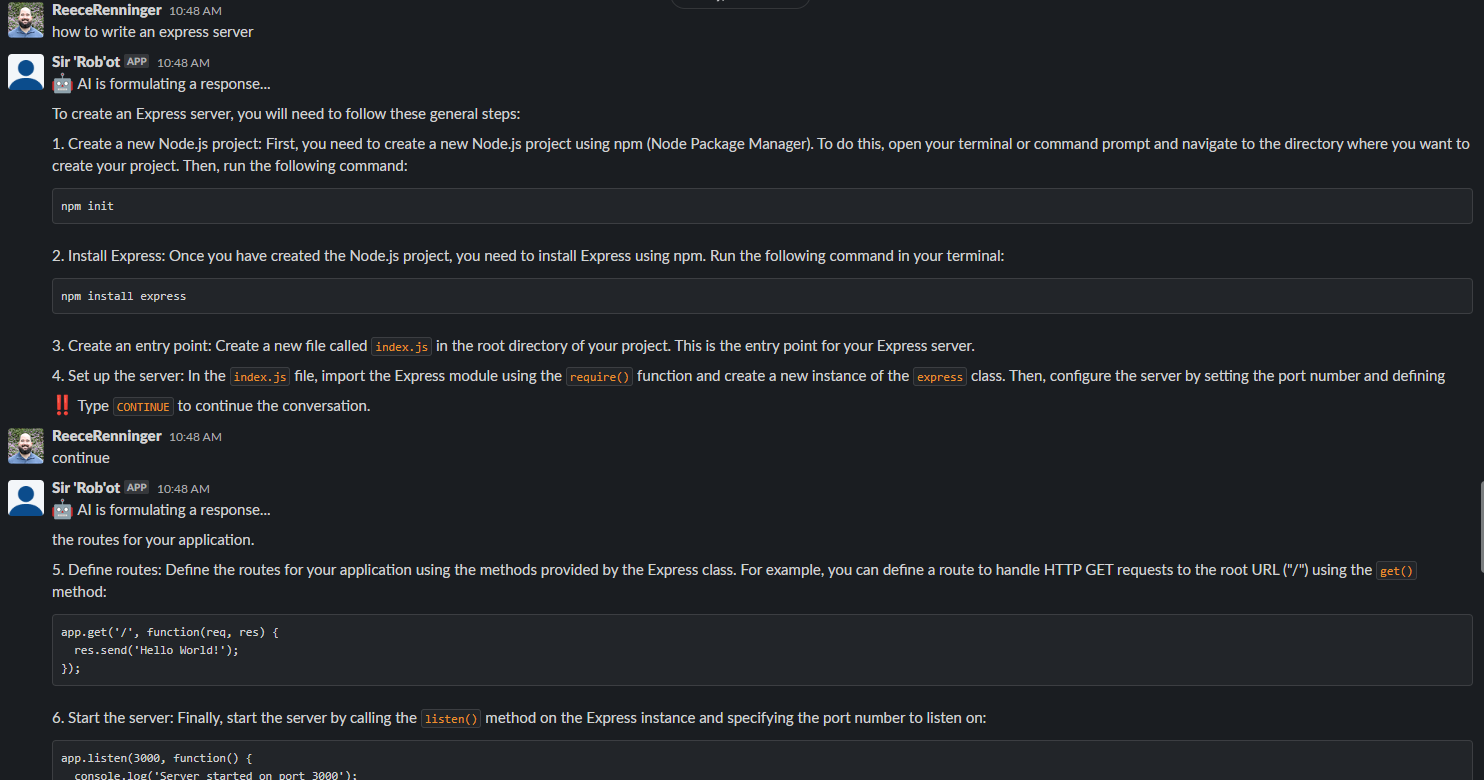 ReeceRenninger 10:48 AM
how to write an express server
Sir 'Rob'ot APP 10:48 AM
AI is formulating a response...
To create an Express server, you will need to follow these general steps:
1. Create a new Node.js project: First, you need to create a new Node.js project using npm (Node Package Manager). To do this, open your terminal or command prompt and navigate to the directory where you want to
create your project. Then, run the following command:
npm init
2. Install Express: Once you have created the Node.js project, you need to install Express using npm. Run the following command in your terminal:
npm install express
3. Create an entry point: Create a new file called index.js in the root directory of your project. This is the entry point for your Express server.
4. Set up the server: In the index.js file, import the Express module using the require() function and create a new instance of the express class. Then, configure the server by setting the port number and defining
‼️ Type CONTINUE to continue the conversation.
ReeceRenninger 10:48 AM
continue
Sir 'Rob'ot APP 10:48 AM
AI is formulating a response...
the routes for your application.
5. Define routes: Define the routes for your application using the methods provided by the Express class. For example, you can define a route to handle HTTP GET requests to the root URL ("/") using the get()
method:
app.get('/', function(req, res) {
  res.send('Hello World!');
});
6. Start the server: Finally, start the server by calling the listen() method on the Express instance and specifying the port number to listen on:
app.listen(3000, function() {
  console.log('Server started on port 3000');